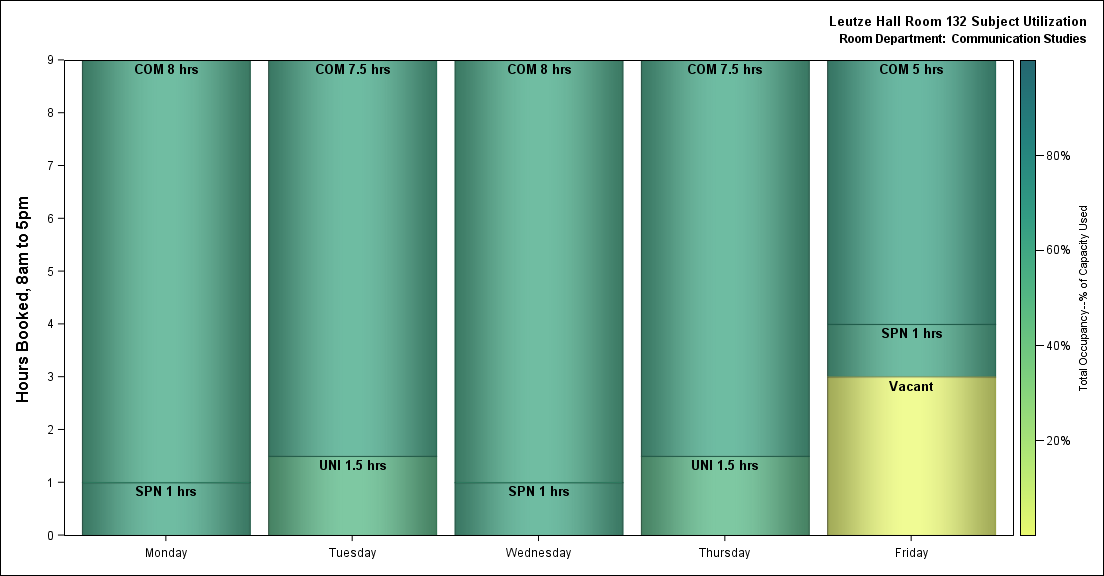 Leutze Hall Room 132 Subject Utilization
Room Department: Communication Studies
Hours Booked, 8am to 5pm
9
8
7
6
5
4
3
2
1
0
COM 8 hrs
SPN 1 hrs
COM 7.5 hrs
UNI 1.5 hrs
COM 8 hrs
SPN 1 hrs
COM 7.5 hrs
UNI 1.5 hrs
COM 5 hrs
SPN 1 hrs
Vacant
Monday
Tuesday
Wednesday
Thursday
Friday
80%
60%
40%
20%
Total Occupancy--% of Capacity Used